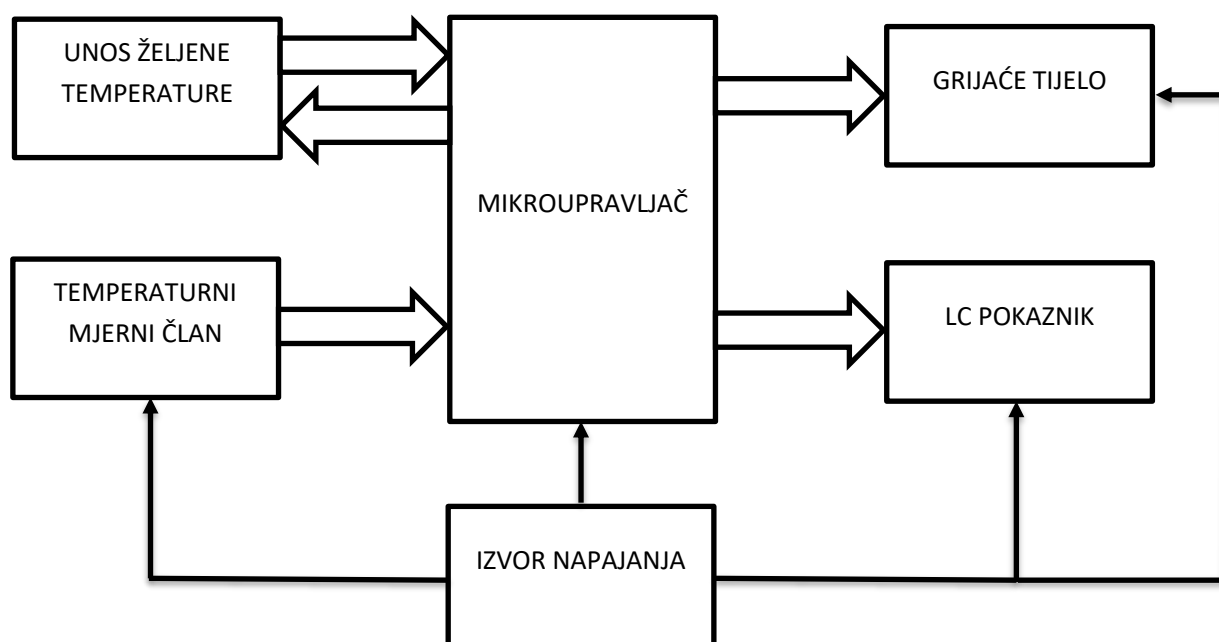 UNOS ŽELJENE
TEMPERATURE
MIKROUPRAVLJAČ
GRIJAĆE TIJELO
TEMPERATURNI
MJERNI ČLAN
LC POKAZNIK
IZVOR NAPAJANJA